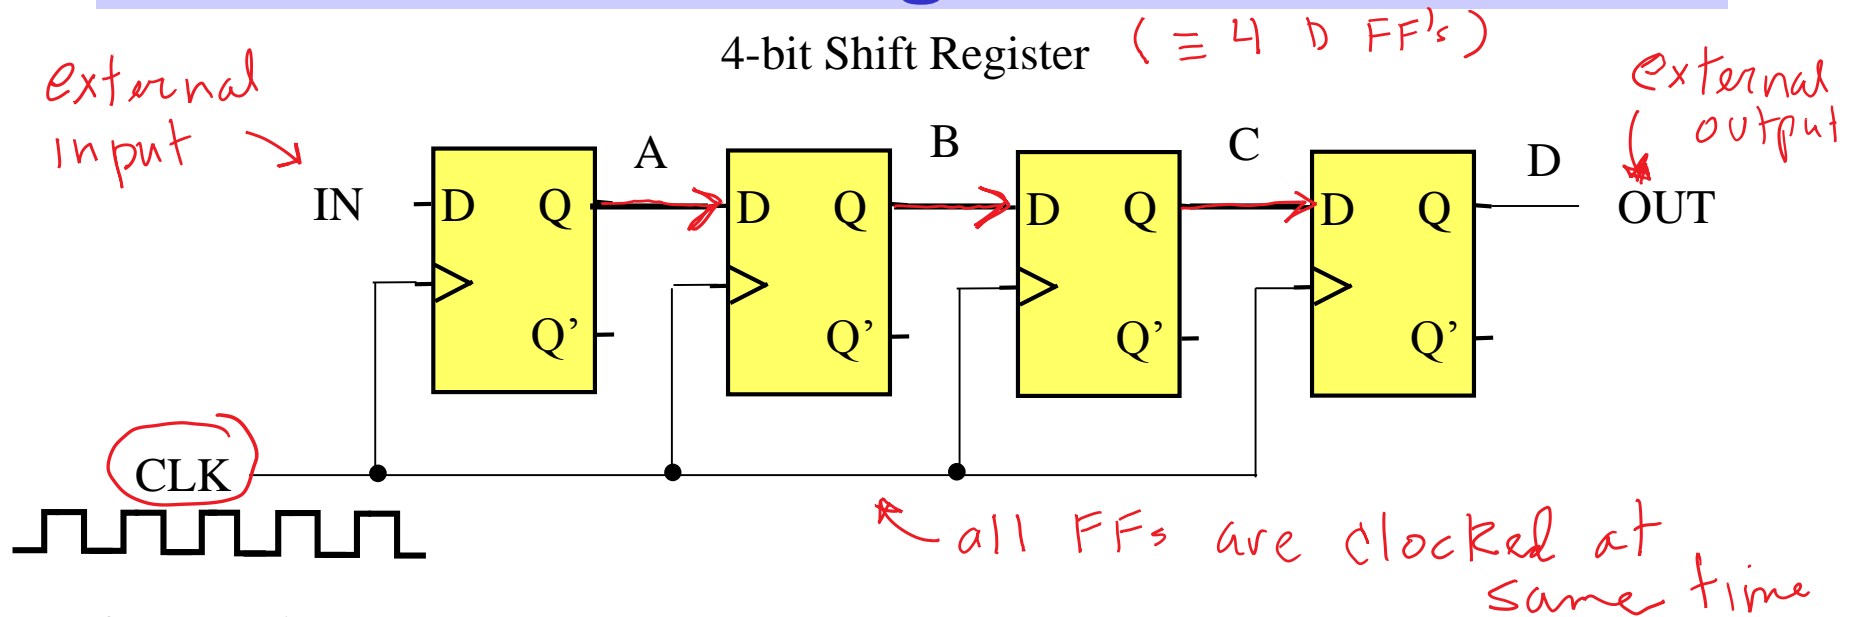 4-bit Shift Register (≡ 4 D FF's)
external
input
external
output
A B C D
IN D Q D Q D Q D Q OUT
Q’ Q’ Q’ Q’
CLK
all FFs are clocked at
same time